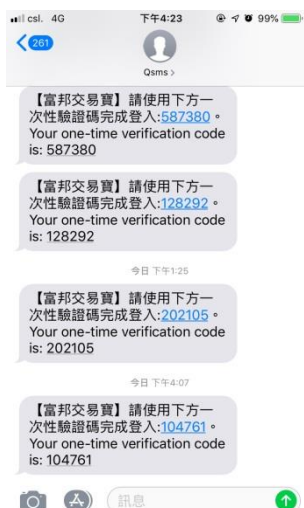 csl. 4G 下午4:23 99%
261
Qsms >
【富邦交易寶】請使用下方一
次性驗證碼完成登入:587380。
Your one-time verification code
is: 587380
【富邦交易寶】請使用下方一
次性驗證碼完成登入:128292。
Your one-time verification code
is: 128292
今日 下午1:25
【富邦交易寶】請使用下方一
次性驗證碼完成登入:202105。
Your one-time verification code
is: 202105
今日 下午4:07
【富邦交易寶】請使用下方一
次性驗證碼完成登入:104761。
Your one-time verification code
is: 104761
訊息